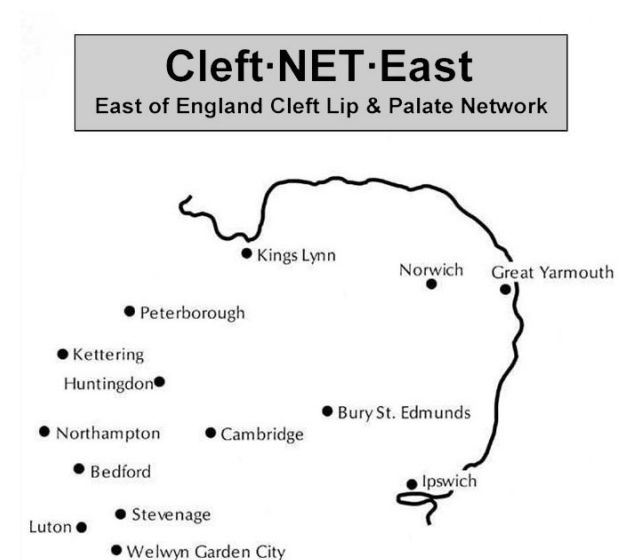 Cleft·NET·East
East of England Cleft Lip & Palate Network
Kings Lynn
Norwich
Great Yarmouth
Peterborough
Kettering
Huntingdon
Bury St. Edmunds
Northampton
Cambridge
Bedford
Ipswich
Stevenage
Luton
Welwyn Garden City